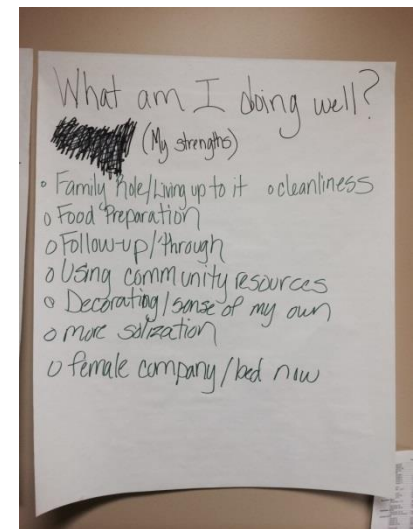 What am I doing well?
(My strengths)
o Family Role/Living up to it o cleanliness
o Food Preparation
o Follow-up/through
o Using community resources
o Decorating/sense of my own
o more solization
o female company/bed now